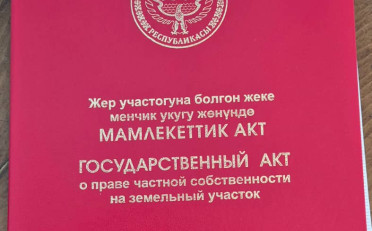 РЕСПУБЛИКАСЫ
Жер участогуна болгон жеке
менчик укугу жөнүндө
МАМЛЕКЕТТИК АКТ
ГОСУДАРСТВЕННЫЙ АКТ
о праве частной собственности
на земельный участок